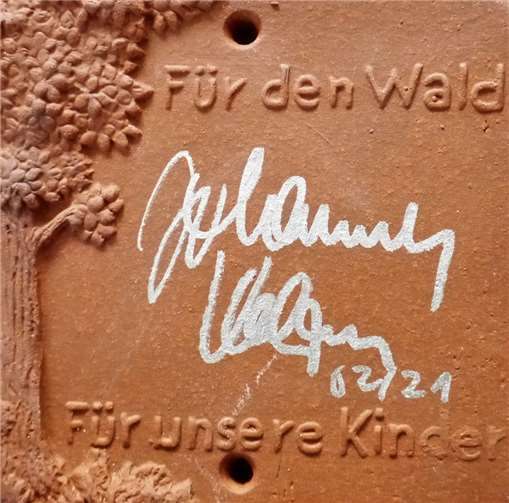 Für den Wald
Johannes
02/21
Für unsere Kinder